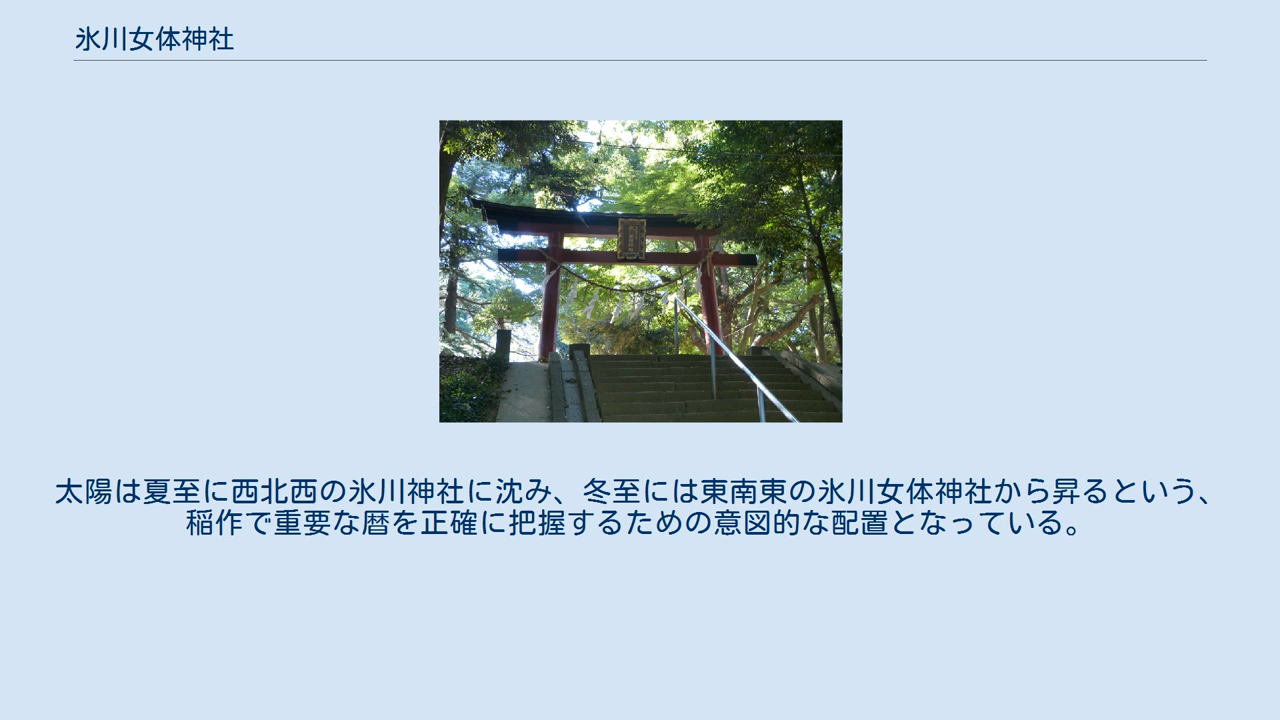 氷川女体神社
太陽は夏至に西北西の氷川神社に沈み、冬至には東南東の氷川女体神社から昇るという、
稲作で重要な暦を正確に把握するための意図的な配置となっている。